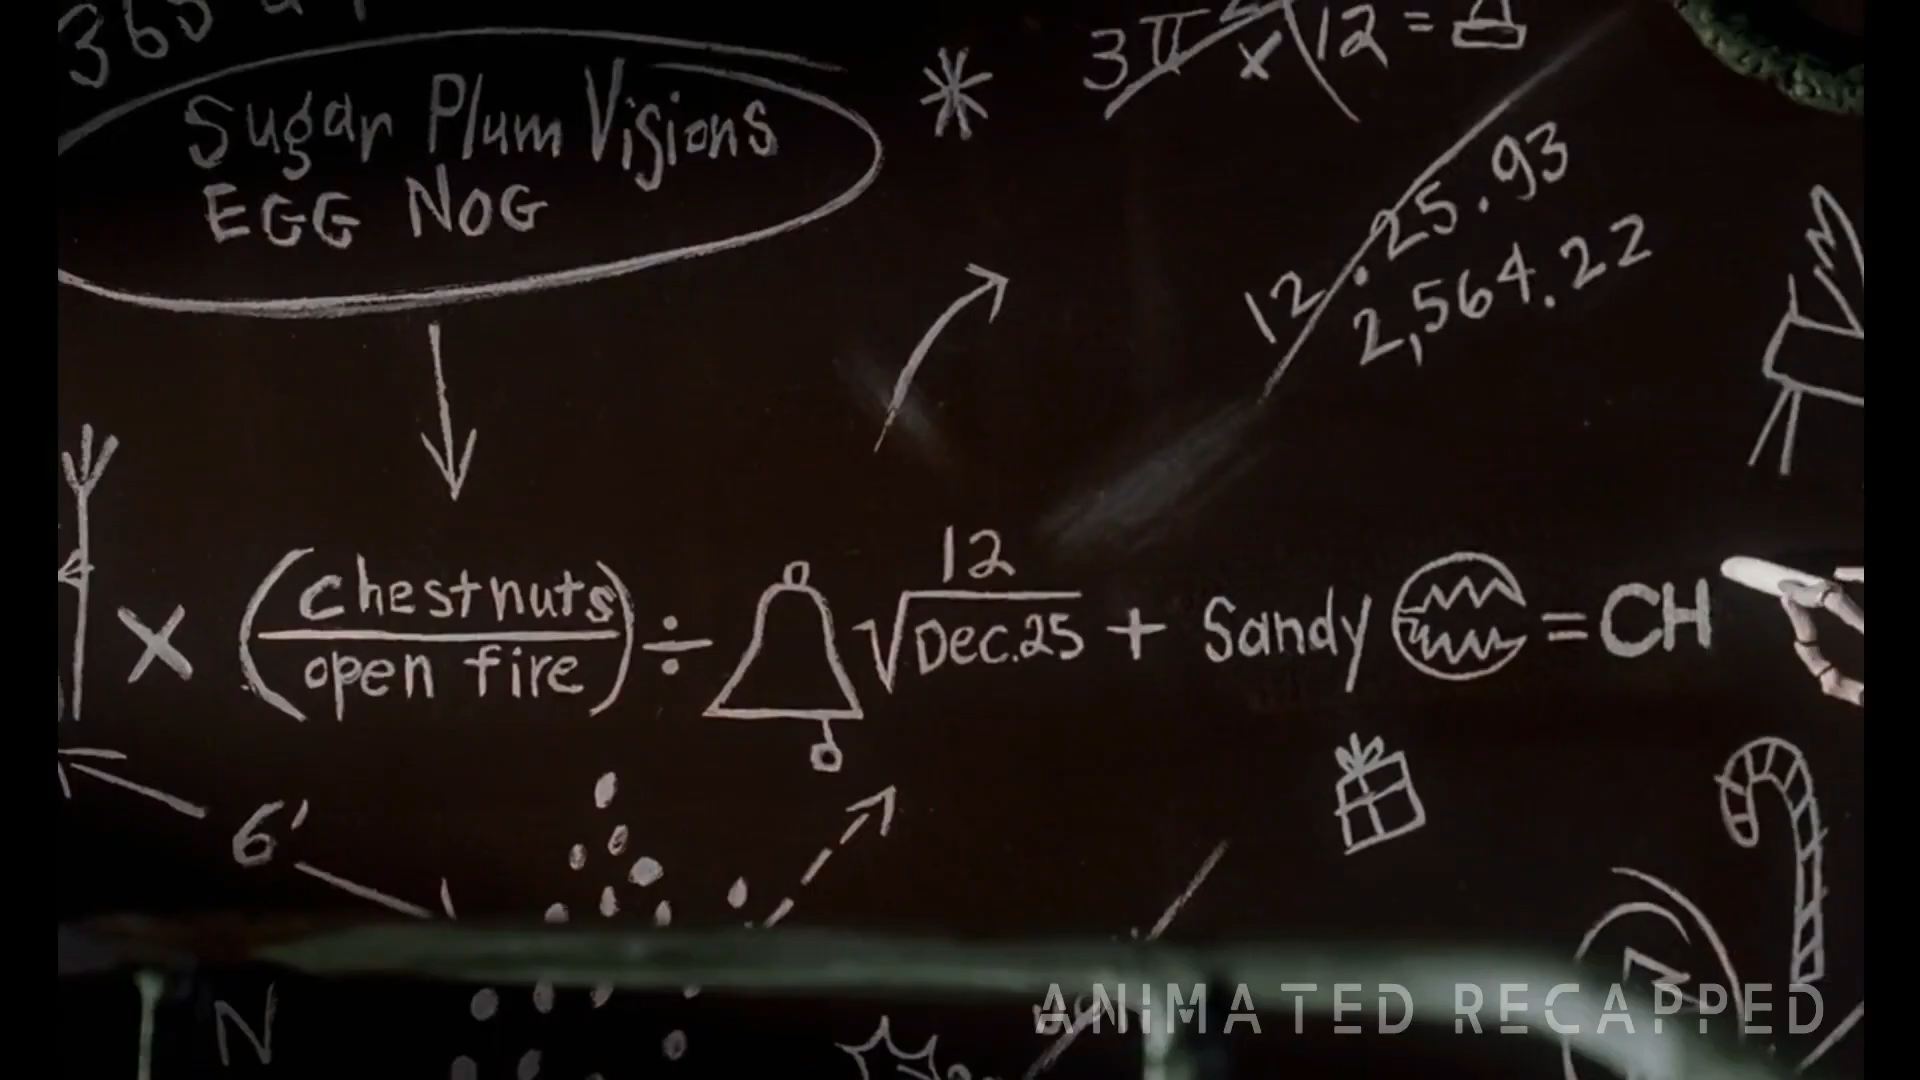 365
3π
x
12 =
Sugar Plum Visions
EGG NOG
25.93
12
2,564.22
x (chestnuts
open fire) ÷ √12
Dec.25 + Sandy = CH
6'
N
ANIMATED RECAPPED